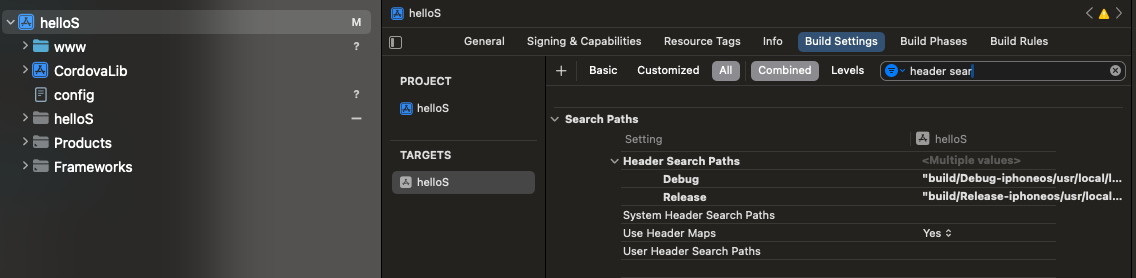 helloS M
www ?
CordovaLib
config ?
helloS –
Products
Frameworks
helloS
General Signing & Capabilities Resource Tags Info Build Settings Build Phases Build Rules
PROJECT
helloS
TARGETS
helloS
+ Basic Customized All Combined Levels header sear
Search Paths
Setting helloS
Header Search Paths <Multiple values>
Debug "build/Debug-iphoneos/usr/local/l...
Release "build/Release-iphoneos/usr/local...
System Header Search Paths
Use Header Maps Yes
User Header Search Paths